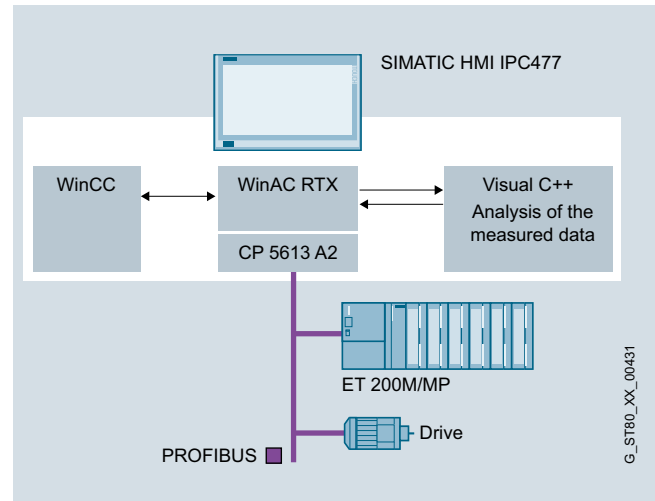 SIMATIC HMI IPC477
WinCC
WinAC RTX
Visual C++
Analysis of the
measured data
CP 5613 A2
ET 200M/MP
Drive
PROFIBUS
G_ST80_XX_00431